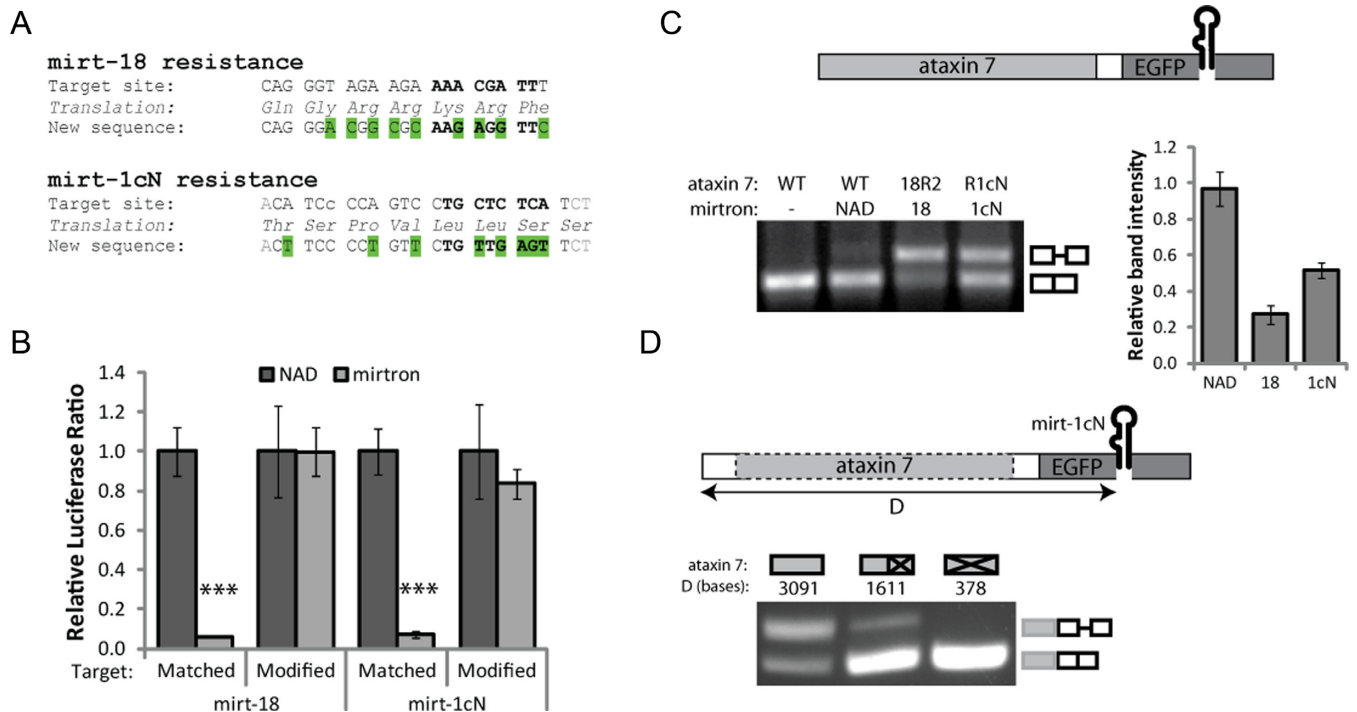 A
mirt-18 resistance
Target site: CAG GGT AGA AGA AAA CGA TTT
Translation: Gln Gly Arg Arg Lys Arg Phe
New sequence: CAG GGA CGG CGC AAG AGG TTC
mirt-1cN resistance
Target site: ACA TCc CCA GTC CTG CTC TCA TCT
Translation: Thr Ser Pro Val Leu Leu Ser Ser
New sequence: ACT TCC CCT GTT CTG TTG AGT TCT
B
Relative Luciferase Ratio
1.4
1.2
1.0
0.8
0.6
0.4
0.2
0.0
NAD mirtron
*** ***
Target: Matched Modified Matched Modified
mirt-18 mirt-1cN
C
ataxin 7 EGFP
ataxin 7: WT WT 18R2 R1cN
mirtron: - NAD 18 1cN
Relative band intensity
1.2
1.0
0.8
0.6
0.4
0.2
0.0
NAD 18 1cN
D
mirt-1cN
ataxin 7 EGFP
D
ataxin 7:
D (bases): 3091 1611 378